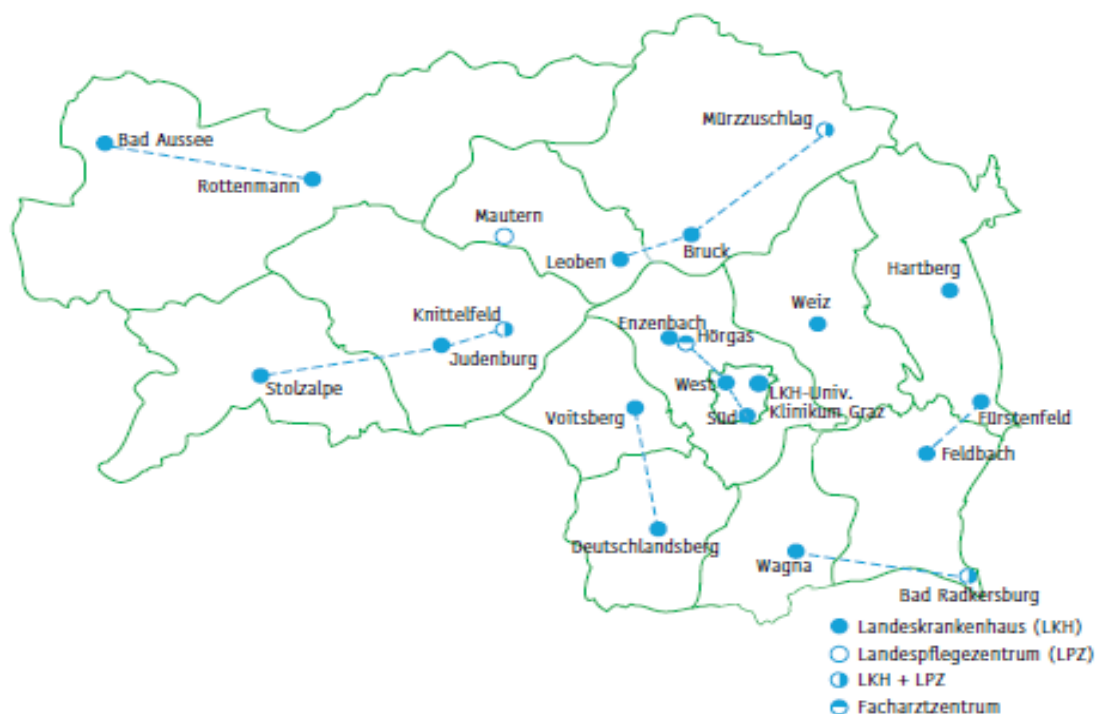 Mürzzuschlag
Bad Aussee
Rottenmann
Mautern
Bruck
Leoben
Hartberg
Weiz
Knittelfeld
Enzenbach
Hörgas
Judenburg
Stolzalpe
West
LKH-Univ.
Klinikum Graz
Voitsberg
Süd
Fürstenfeld
Feldbach
Deutschlandsberg
Wagna
Bad Radkersburg
Landeskrankenhaus (LKH)
Landespflegezentrum (LPZ)
LKH + LPZ
Facharztzentrum